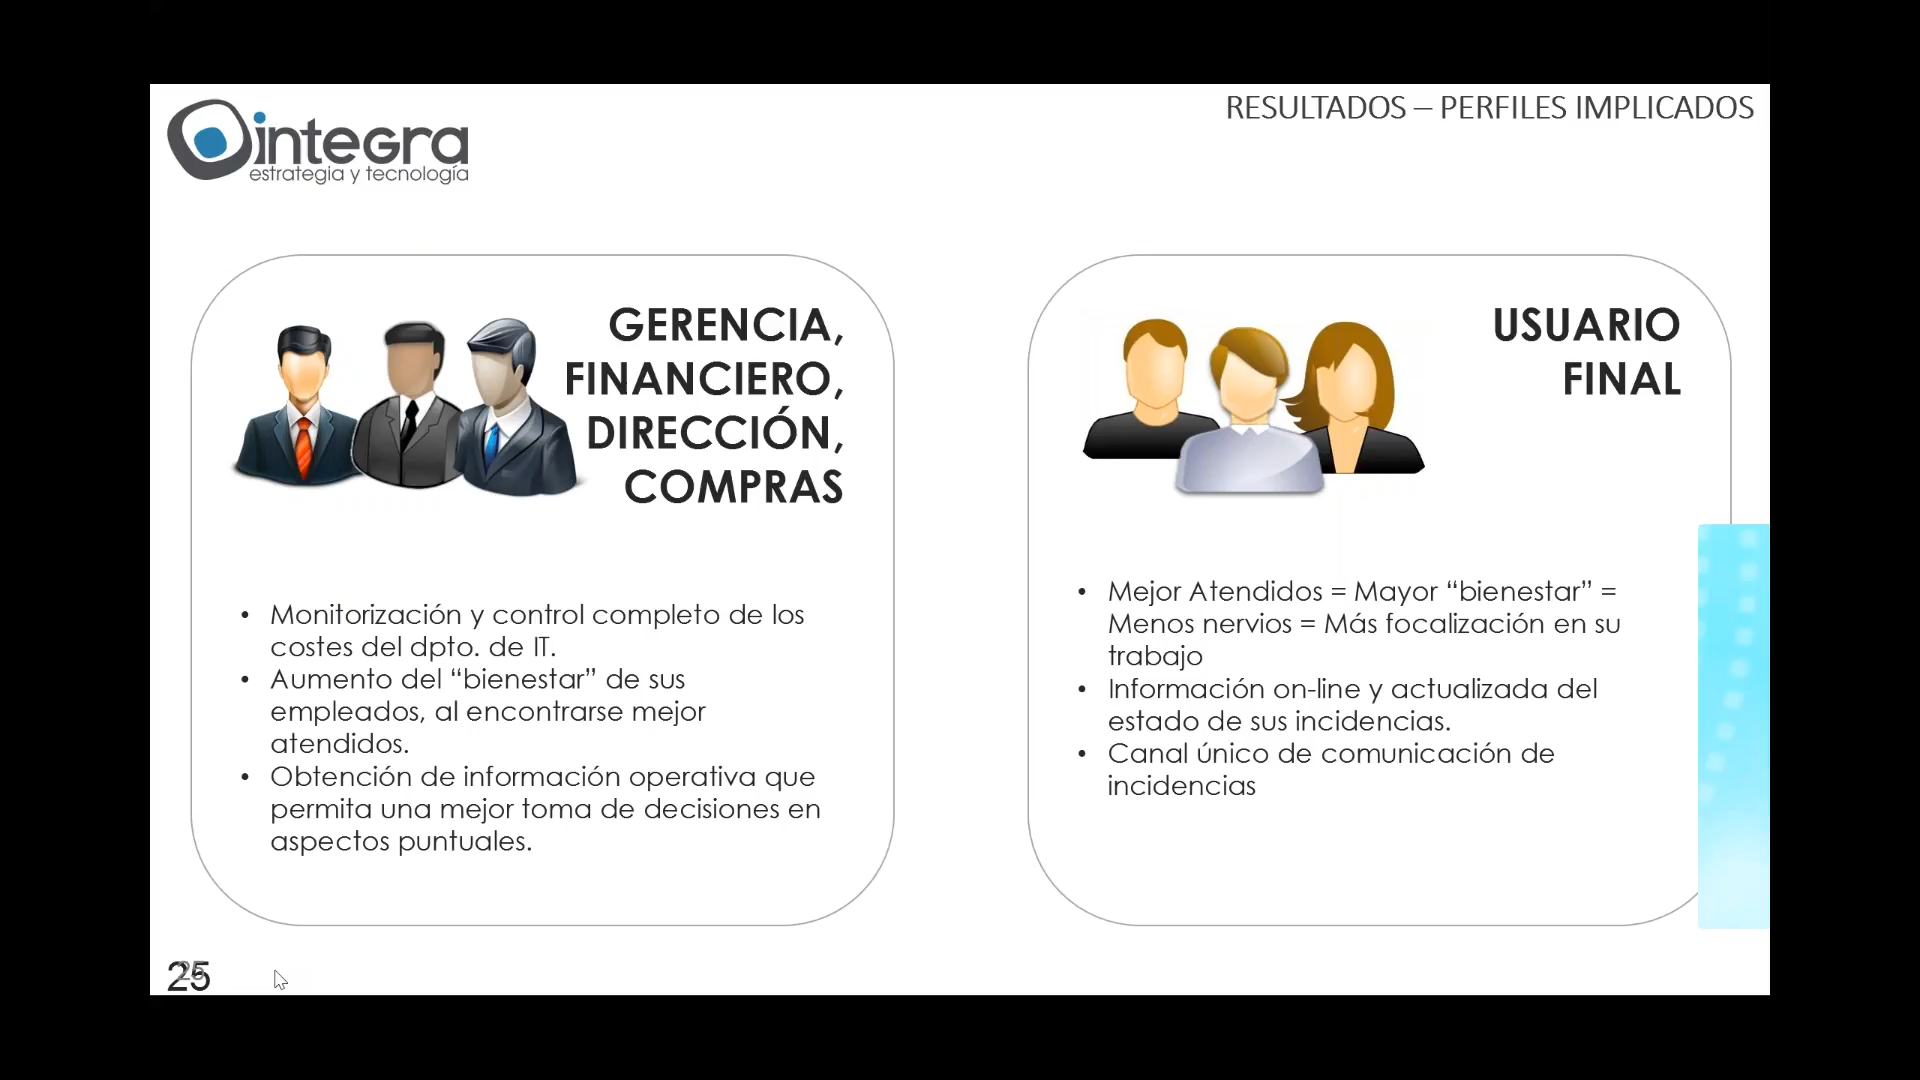 integra
estrategia y tecnología
RESULTADOS – PERFILES IMPLICADOS
GERENCIA,
FINANCIERO,
DIRECCIÓN,
COMPRAS
• Monitorización y control completo de los
costes del dpto. de IT.
• Aumento del “bienestar” de sus
empleados, al encontrarse mejor
atendidos.
• Obtención de información operativa que
permita una mejor toma de decisiones en
aspectos puntuales.
USUARIO
FINAL
• Mejor Atendidos = Mayor “bienestar” =
Menos nervios = Más focalización en su
trabajo
• Información on-line y actualizada del
estado de sus incidencias.
• Canal único de comunicación de
incidencias
25
25